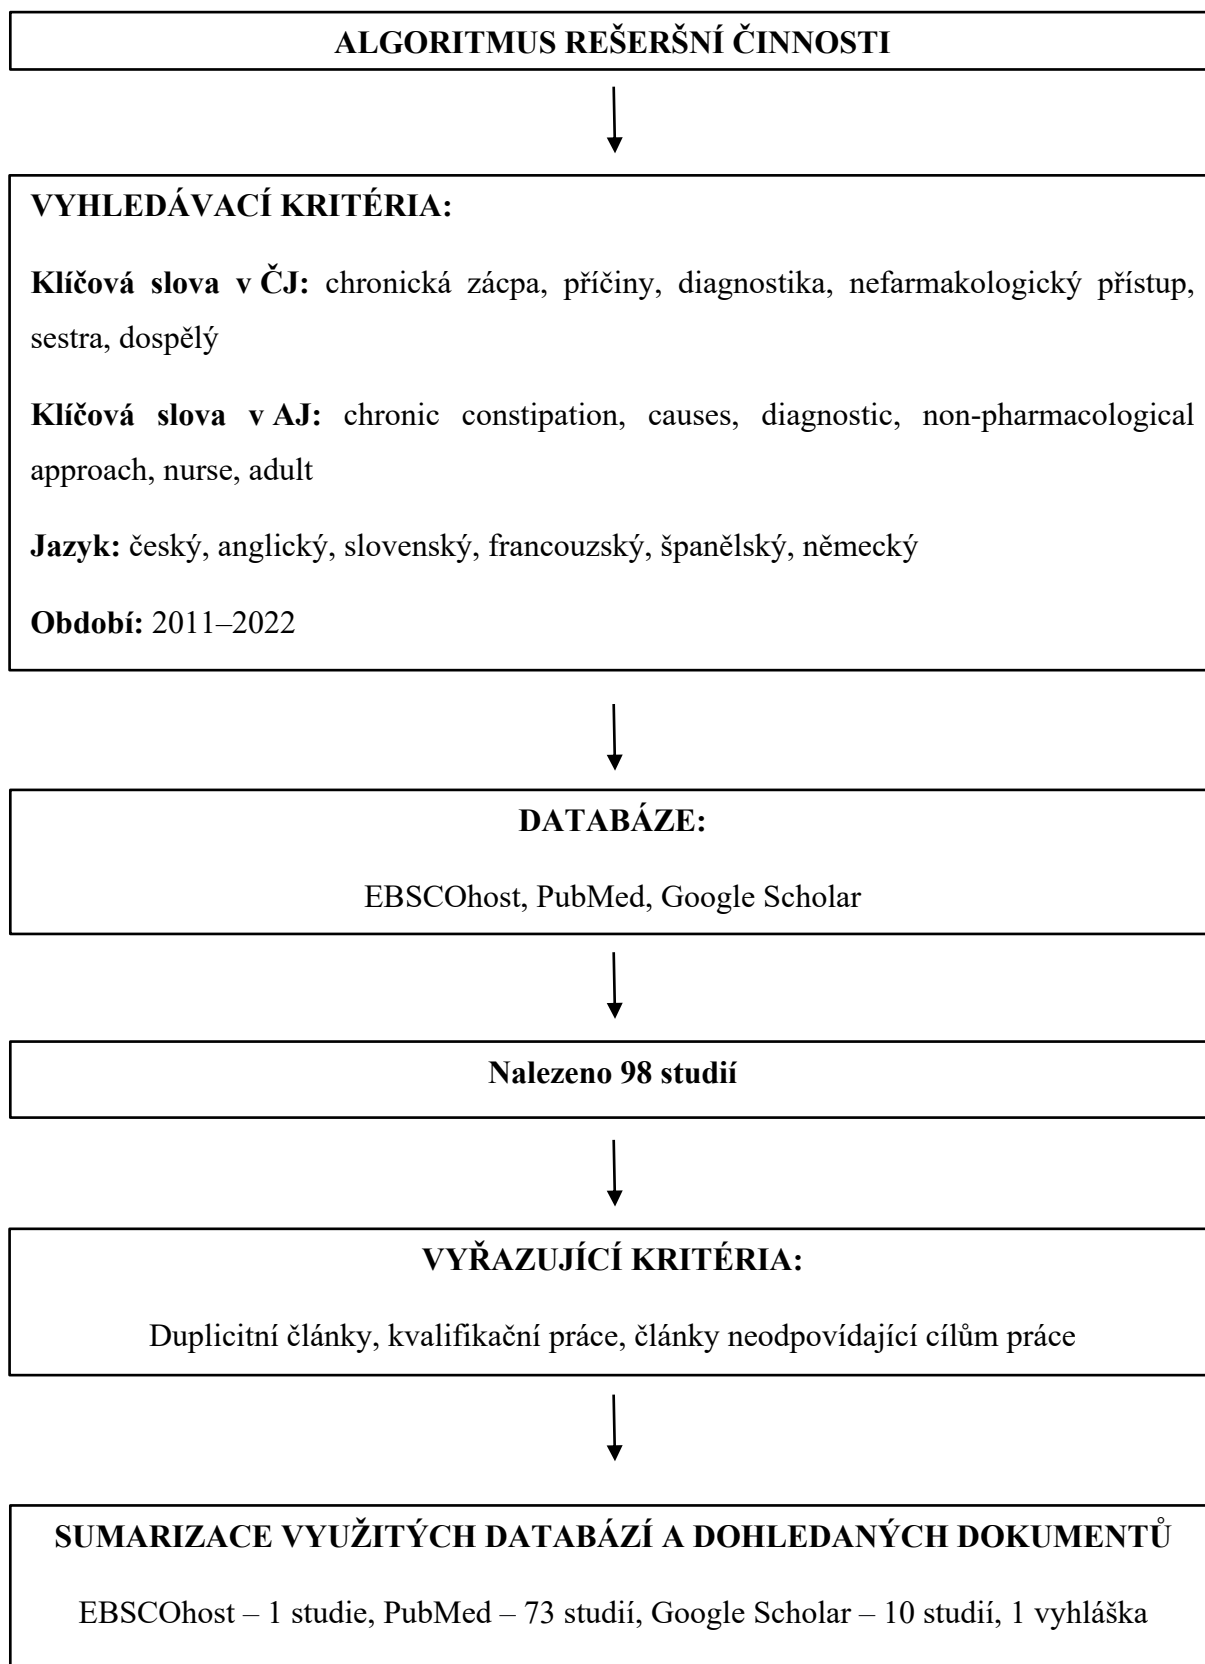 ALGORITMUS REŠERŠNÍ ČINNOSTI
VYHLEDÁVACÍ KRITÉRIA:
Klíčová slova v ČJ: chronická zácpa, příčiny, diagnostika, nefarmakologický přístup,
sestra, dospělý
Klíčová slova v AJ: chronic constipation, causes, diagnostic, non-pharmacological
approach, nurse, adult
Jazyk: český, anglický, slovenský, francouzský, španělský, německý
Období: 2011–2022
DATABÁZE:
EBSCOhost, PubMed, Google Scholar
Nalezeno 98 studií
VYŘAZUJÍCÍ KRITÉRIA:
Duplicitní články, kvalifikační práce, články neodpovídající cílům práce
SUMARIZACE VYUŽITÝCH DATABÁZÍ A DOHLEDANÝCH DOKUMENTŮ
EBSCOhost – 1 studie, PubMed – 73 studií, Google Scholar – 10 studií, 1 vyhláška